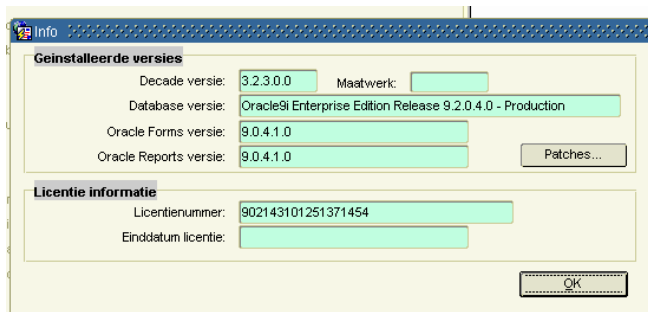 Info
Geinstalleerde versies
Decade versie: 3.2.3.0.0 Maatwerk:
Database versie: Oracle9i Enterprise Edition Release 9.2.0.4.0 - Production
Oracle Forms versie: 9.0.4.1.0
Oracle Reports versie: 9.0.4.1.0 Patches...
Licentie informatie
Licentienummer: 902143101251371454
Einddatum licentie:
OK